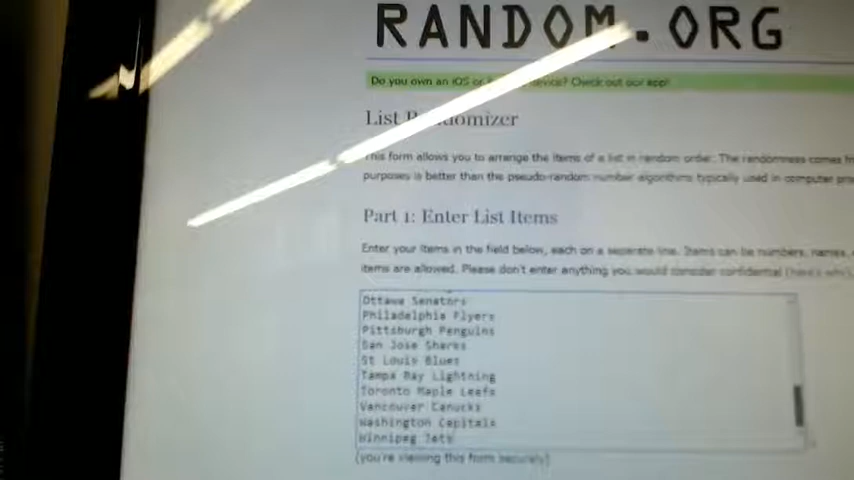 RANDOM.ORG
Do you own an iOS or device? Check out our app!
List Randomizer
This form allows you to arrange the items of a list in random order. The randomness comes
purposes is better than the pseudo-random number algorithms typically used in computer
Part 1: Enter List Items
Enter your items in the field below, each on a separate line. Items can be numbers, names,
items are allowed. Please don't enter anything you would consider confidential (here's why)
Ottawa Senators
Philadelphia Flyers
Pittsburgh Penguins
San Jose Sharks
St Louis Blues
Tampa Bay Lightning
Toronto Maple Leafs
Vancouver Canucks
Washington Capitals
Winnipeg Jets
(you're viewing this form securely)